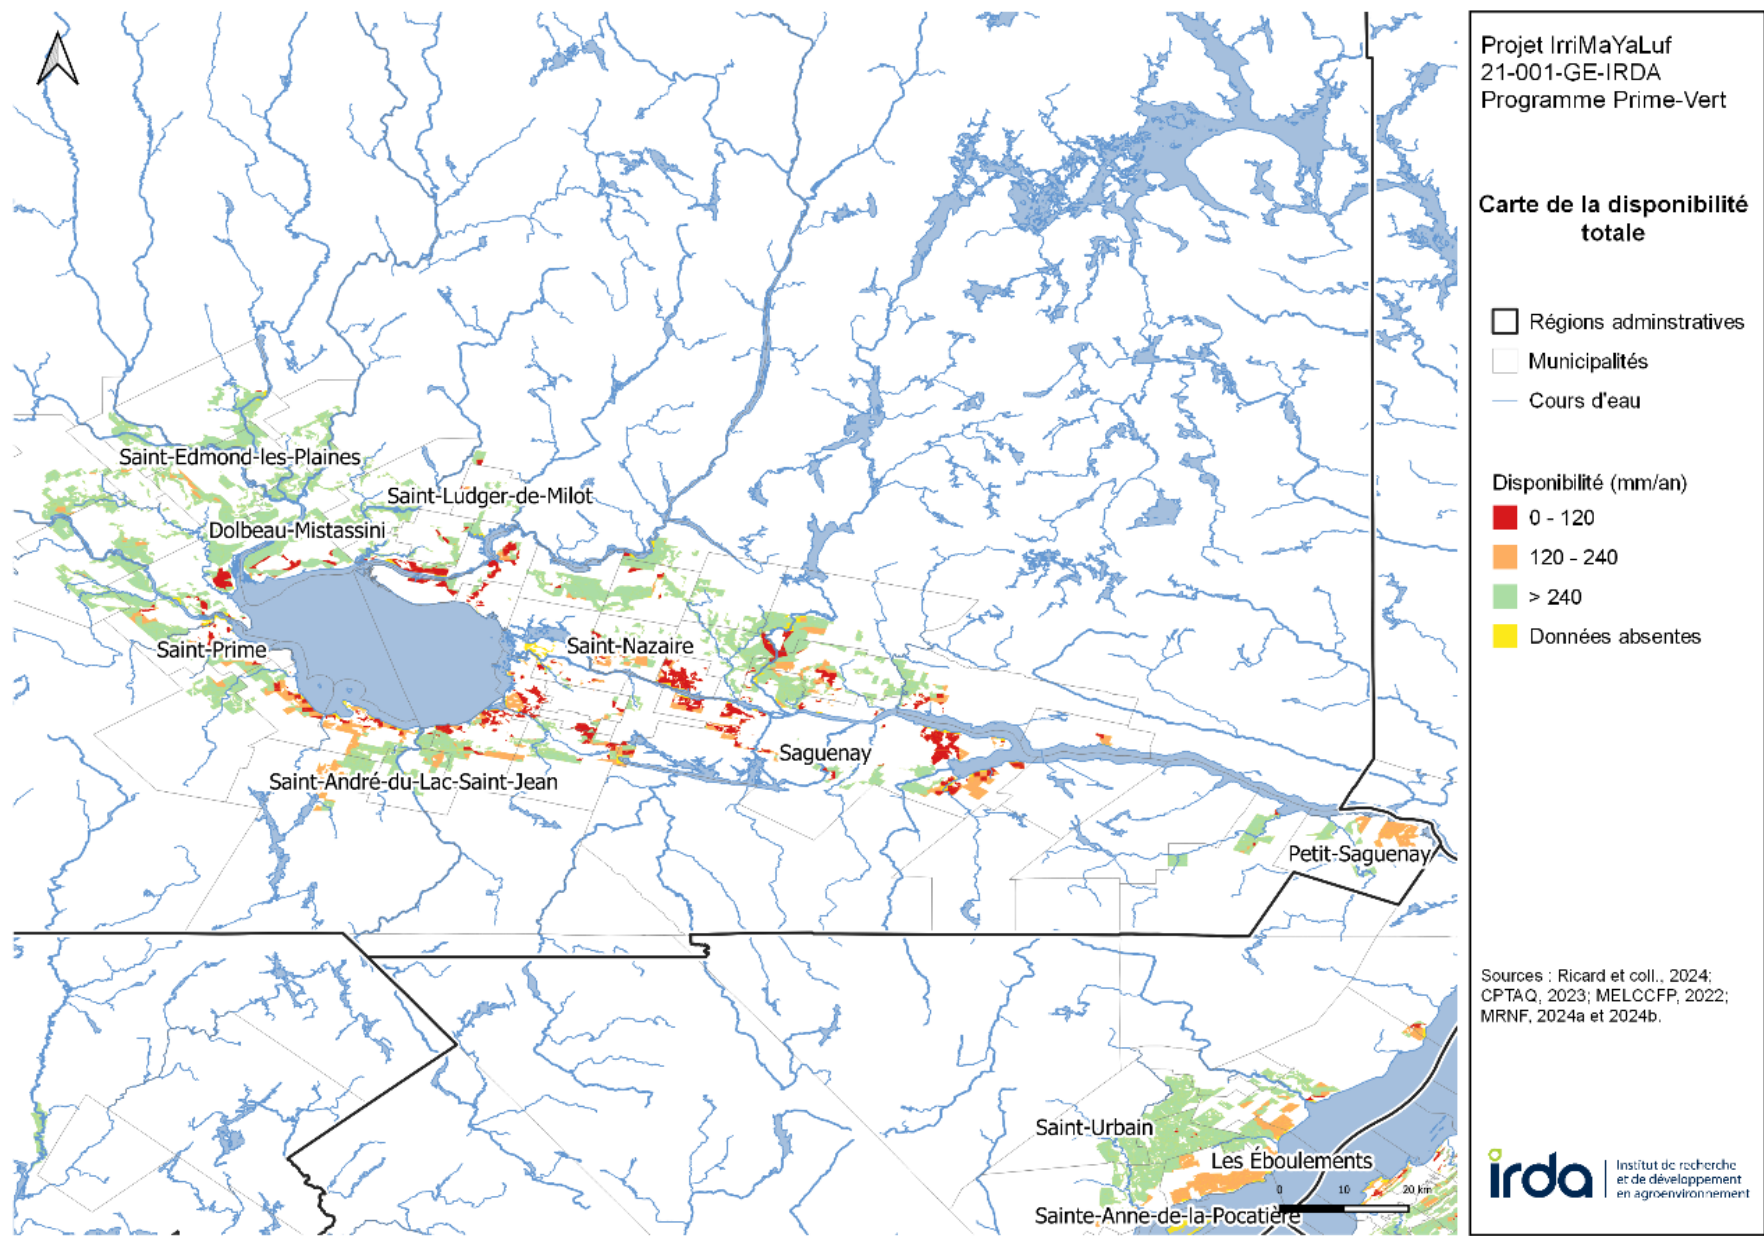 Projet IrriMaYaLuf
21-001-GE-IRDA
Programme Prime-Vert
Carte de la disponibilité
totale
Régions adminstratives
Municipalités
Cours d'eau
Disponibilité (mm/an)
0 - 120
120 - 240
> 240
Données absentes
Saint-Edmond-les-Plaines
Saint-Ludger-de-Milot
Dolbeau-Mistassini
Saint-Prime
Saint-Nazaire
Saguenay
Saint-André-du-Lac-Saint-Jean
Petit-Saguenay
Saint-Urbain
Les Éboulements
0 10 20 km
Sainte-Anne-de-la-Pocatière
Sources : Ricard et coll., 2024;
CPTAQ, 2023; MELCCFP, 2022;
MRNF, 2024a et 2024b.
irda
Institut de recherche
et de développement
en agroenvironnement